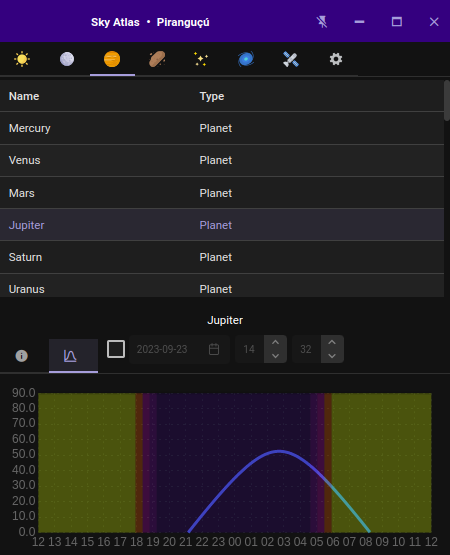 Sky Atlas • Piranguçú
Name Type
Mercury Planet
Venus Planet
Mars Planet
Jupiter Planet
Saturn Planet
Uranus Planet
Jupiter
2023-09-23 14 32
90.0
80.0
70.0
60.0
50.0
40.0
30.0
20.0
10.0
0.0
12 13 14 15 16 17 18 19 20 21 22 23 00 01 02 03 04 05 06 07 08 09 10 11 12